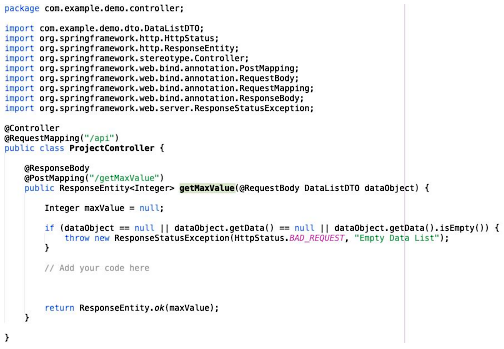 package com.example.demo.controller;
import com.example.demo.dto.DataListDTO;
import org.springframework.http.HttpStatus;
import org.springframework.http.ResponseEntity;
import org.springframework.stereotype.Controller;
import org.springframework.web.bind.annotation.PostMapping;
import org.springframework.web.bind.annotation.RequestBody;
import org.springframework.web.bind.annotation.RequestMapping;
import org.springframework.web.bind.annotation.ResponseBody;
import org.springframework.web.server.ResponseStatusException;
@Controller
@RequestMapping("/api")
public class ProjectController {
@ResponseBody
@PostMapping("/getMaxValue")
public ResponseEntity<Integer> getMaxValue(@RequestBody DataListDTO dataObject) {
Integer maxValue = null;
if (dataObject == null || dataObject.getData() == null || dataObject.getData().isEmpty()) {
throw new ResponseStatusException(HttpStatus.BAD_REQUEST, "Empty Data List");
}
// Add your code here
return ResponseEntity.ok(maxValue);
}
}